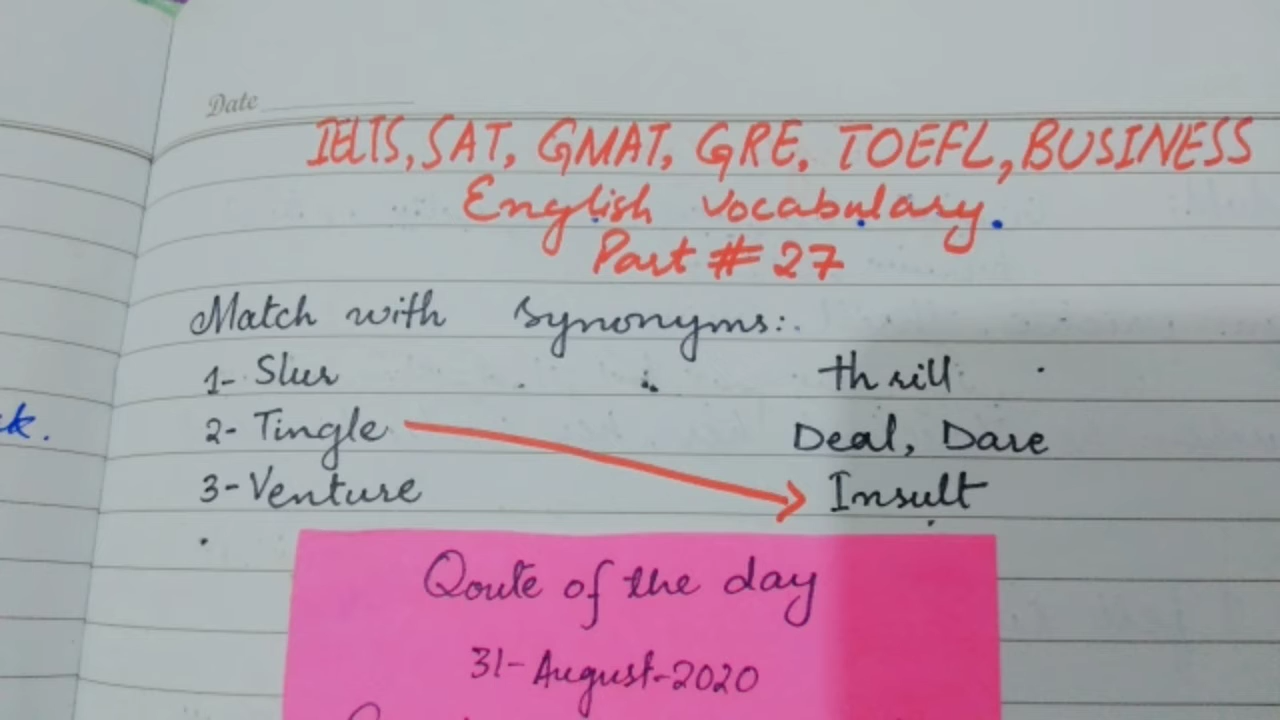 Date
IELTS, SAT, GMAT, GRE, TOEFL, BUSINESS
English Vocabulary.
Part # 27
Match with Synonyms:.
1- Slur thrill
2- Tingle Deal, Dare
3- Venture Insult
k.
Qoute of the day
31-August-2020